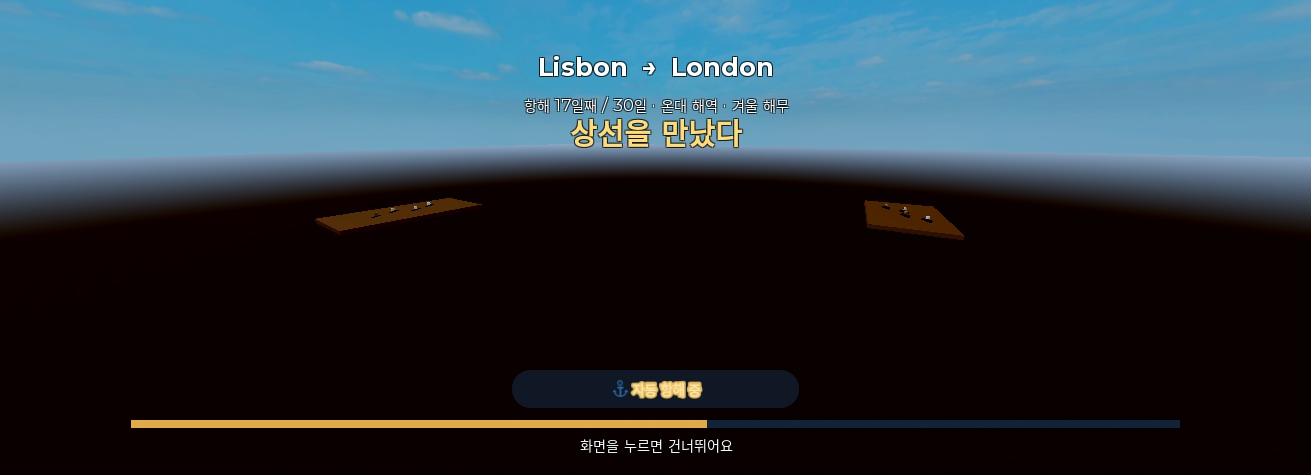 Lisbon → London
항해 17일째 / 30일 · 온대 해역 · 겨울 해무
상선을 만났다
⚓ 자동 항해 중
화면을 누르면 건너뛰어요